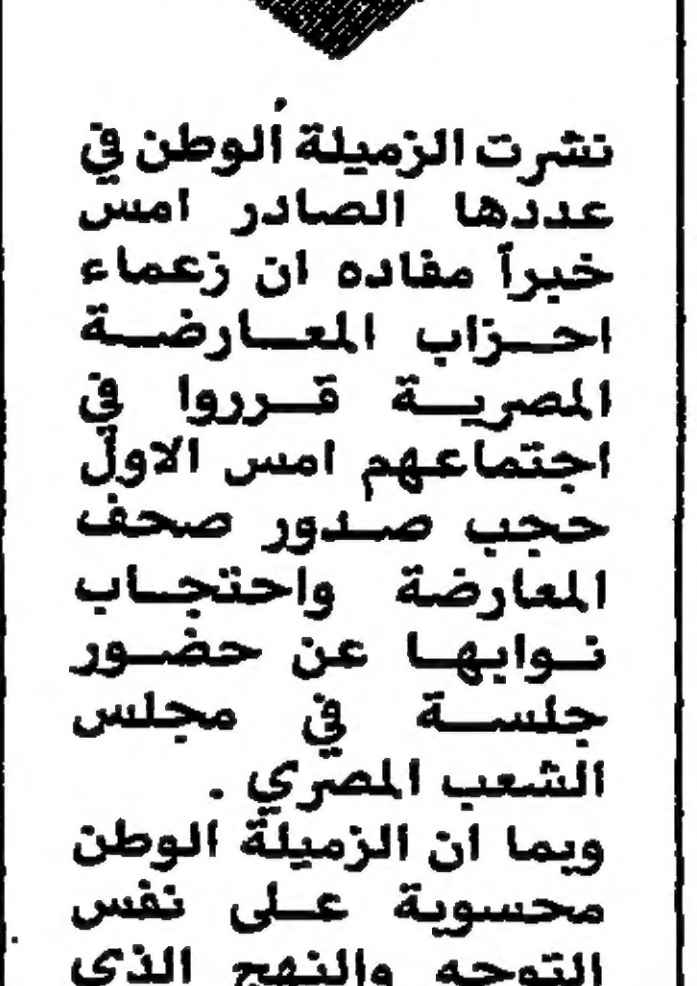 نشرت الزميلة الوطن في
عددها الصادر امس
خبراً مفاده ان زعماء
احزاب المعارضة
المصرية قرروا في
اجتماعهم امس الاول
حجب صدور صحف
المعارضة واحتجاب
نوابها عن حضور
جلسة في مجلس
الشعب المصري .
وبما ان الزميلة الوطن
محسوبة على نفس
التوجه والنهج الذي